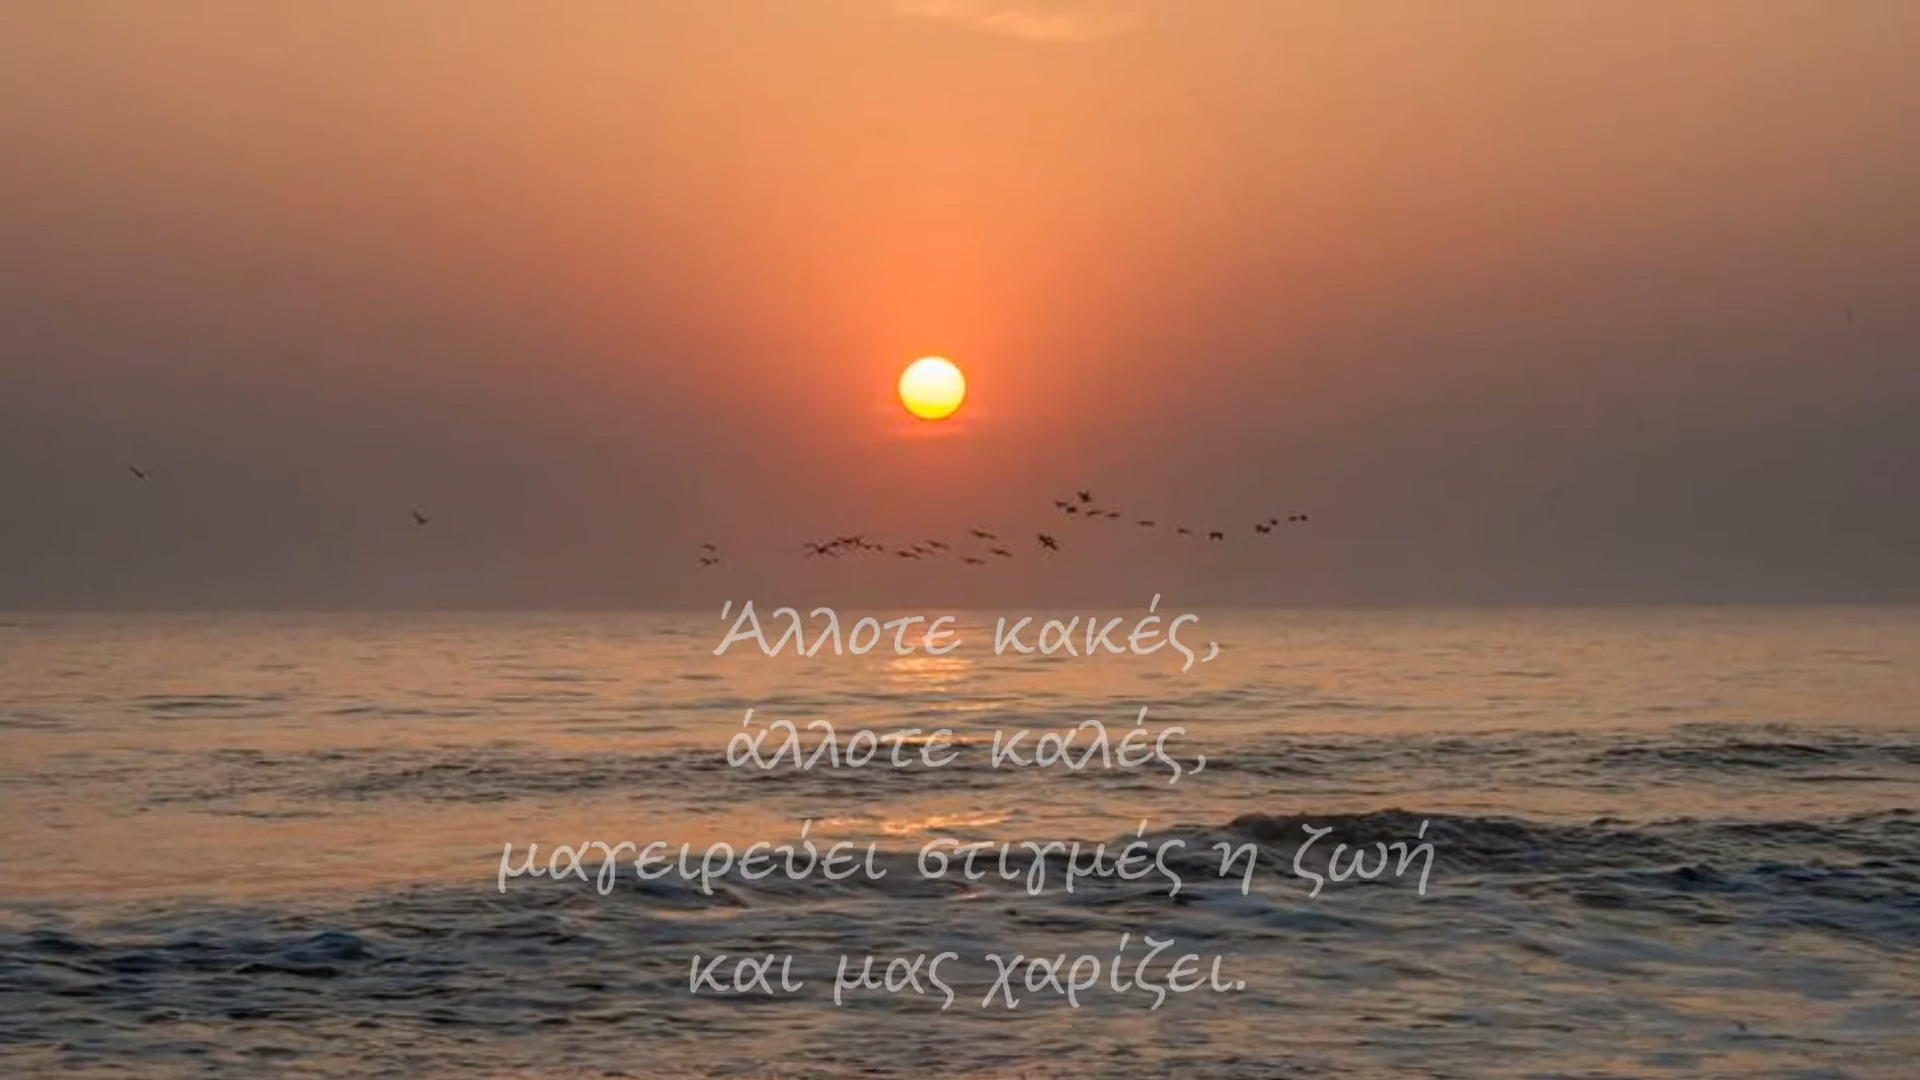 Άλλοτε κακές,
άλλοτε καλές,
μαγειρεύει στιγμές η ζωή
και μας χαρίζει.